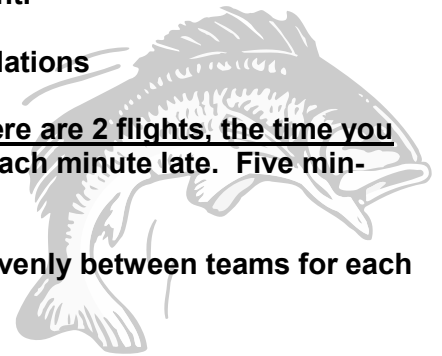 lations
ere are 2 flights, the time you
ach minute late.  Five min-
venly between teams for each